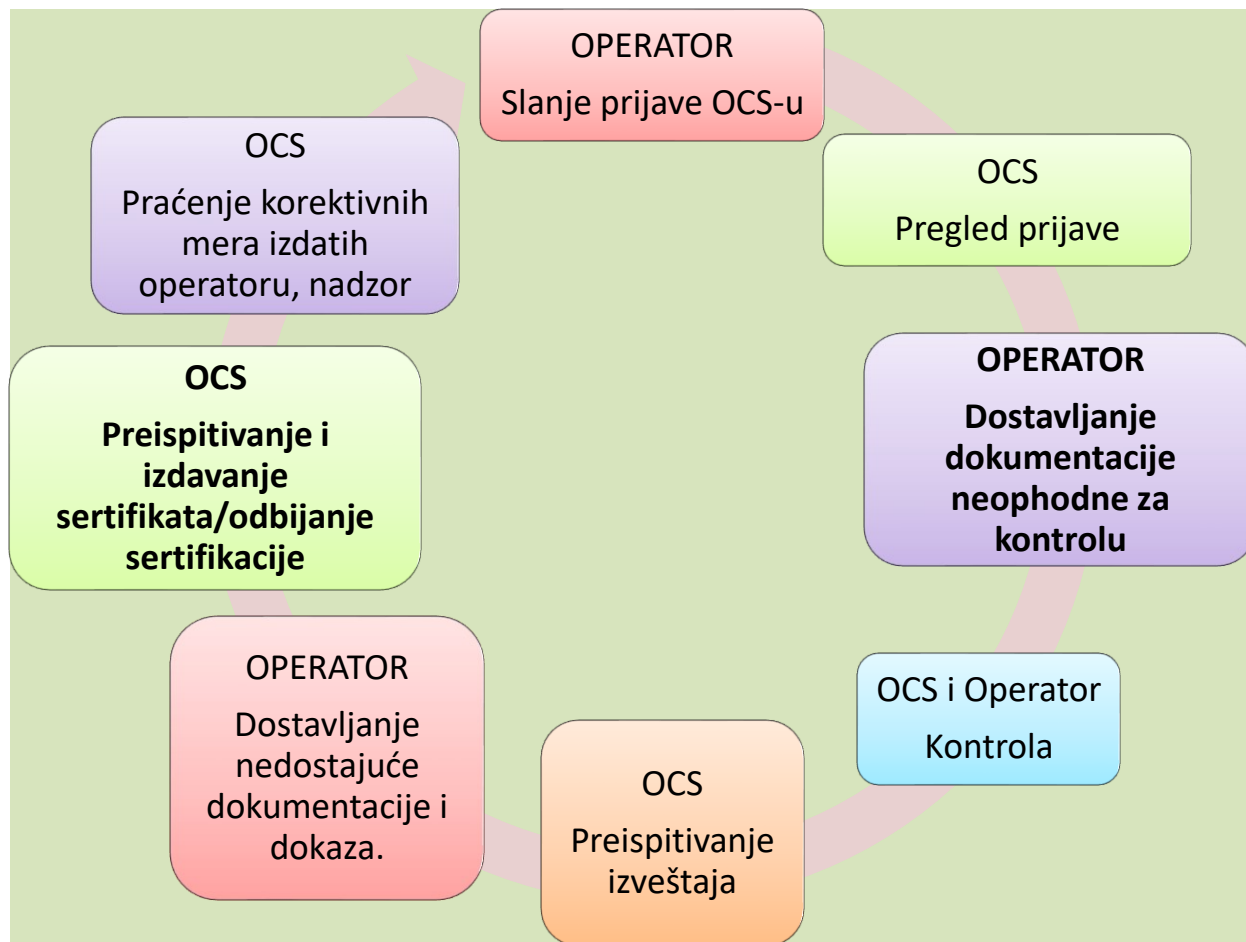 OPERATOR
Slanje prijave OCS-u
OCS
Pregled prijave
OPERATOR
Dostavljanje
dokumentacije
neophodne za
kontrolu
OCS i Operator
Kontrola
OCS
Preispitivanje
izveštaja
OPERATOR
Dostavljanje
nedostajuće
dokumentacije i
dokaza.
OCS
Preispitivanje i
izdavanje
sertifikata/odbijanje
sertifikacije
OCS
Praćenje korektivnih
mera izdatih
operatoru, nadzor